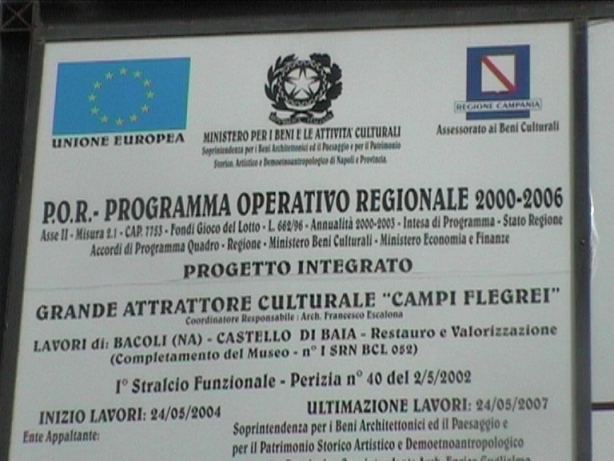 UNIONE EUROPEA
MINISTERO PER I BENI E LE ATTIVITA' CULTURALI
Soprintendenza per i Beni Architettonici ed il Paesaggio e per il Patrimonio
Storico, Artistico e Demoetnoantropologico di Napoli e Provincia.
REGIONE CAMPANIA
Assessorato ai Beni Culturali
P.O.R.- PROGRAMMA OPERATIVO REGIONALE 2000-2006
Asse II - Misura 2.1 - CAP. 7753 - Fondi Gioco del Lotto - L. 662/96 - Annualità 2000-2003 - Intesa di Programma - Stato Regione
Accordi di Programma Quadro - Regione - Ministero Beni Culturali - Ministero Economia e Finanze
PROGETTO INTEGRATO
GRANDE ATTRATTORE CULTURALE "CAMPI FLEGREI"
Coordinatore Responsabile : Arch. Francesco Escalona
LAVORI di: BACOLI (NA) - CASTELLO DI BAIA - Restauro e Valorizzazione
(Completamento del Museo - n° I SRN BCL 052)
I° Stralcio Funzionale - Perizia n° 40 del 2/5/2002
INIZIO LAVORI: 24/05/2004
ULTIMAZIONE LAVORI: 24/05/2007
Ente Appaltante:
Soprintendenza per i Beni Architettonici ed il Paesaggio e
per il Patrimonio Storico Artistico e Demoetnoantropologico